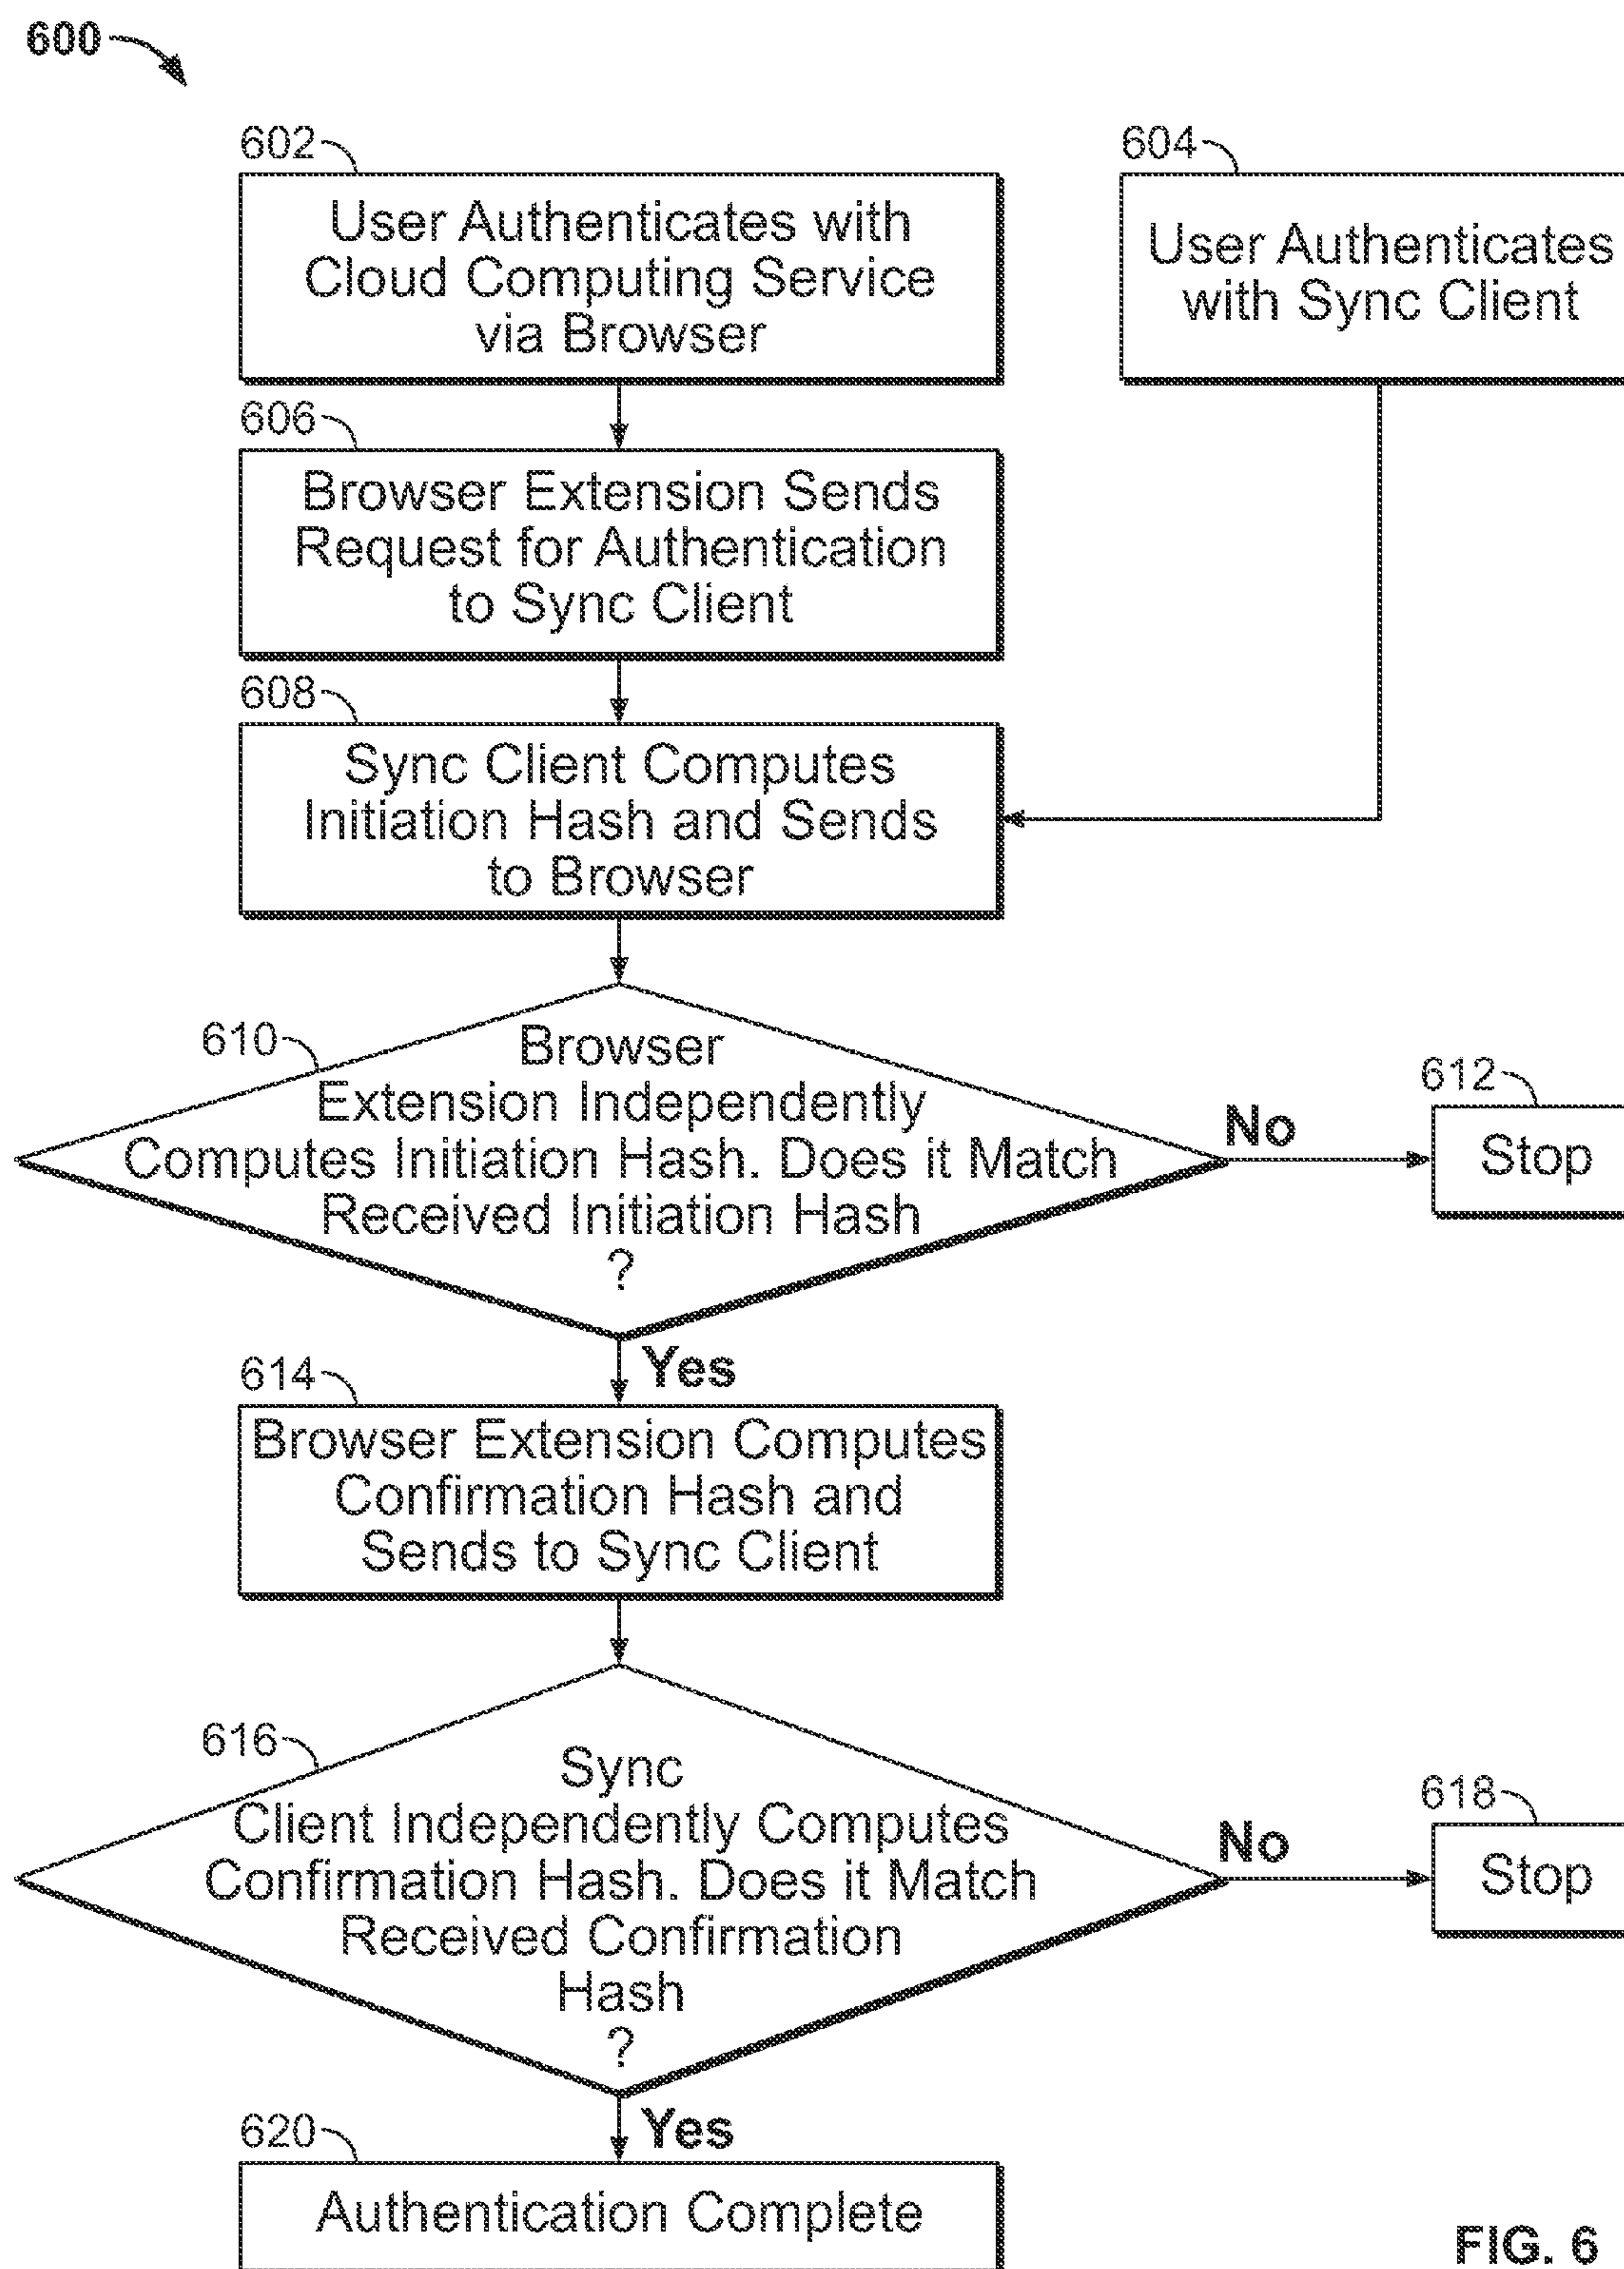 600
602
User Authenticates with
Cloud Computing Service
via Browser
604
User Authenticates
with Sync Client
606
Browser Extension Sends
Request for Authentication
to Sync Client
608
Sync Client Computes
Initiation Hash and Sends
to Browser
610
Browser
Extension Independently
Computes Initiation Hash. Does it Match
Received Initiation Hash
?
No
612
Stop
Yes
614
Browser Extension Computes
Confirmation Hash and
Sends to Sync Client
616
Sync
Client Independently Computes
Confirmation Hash. Does it Match
Received Confirmation
Hash
?
No
618
Stop
Yes
620
Authentication Complete
FIG. 6